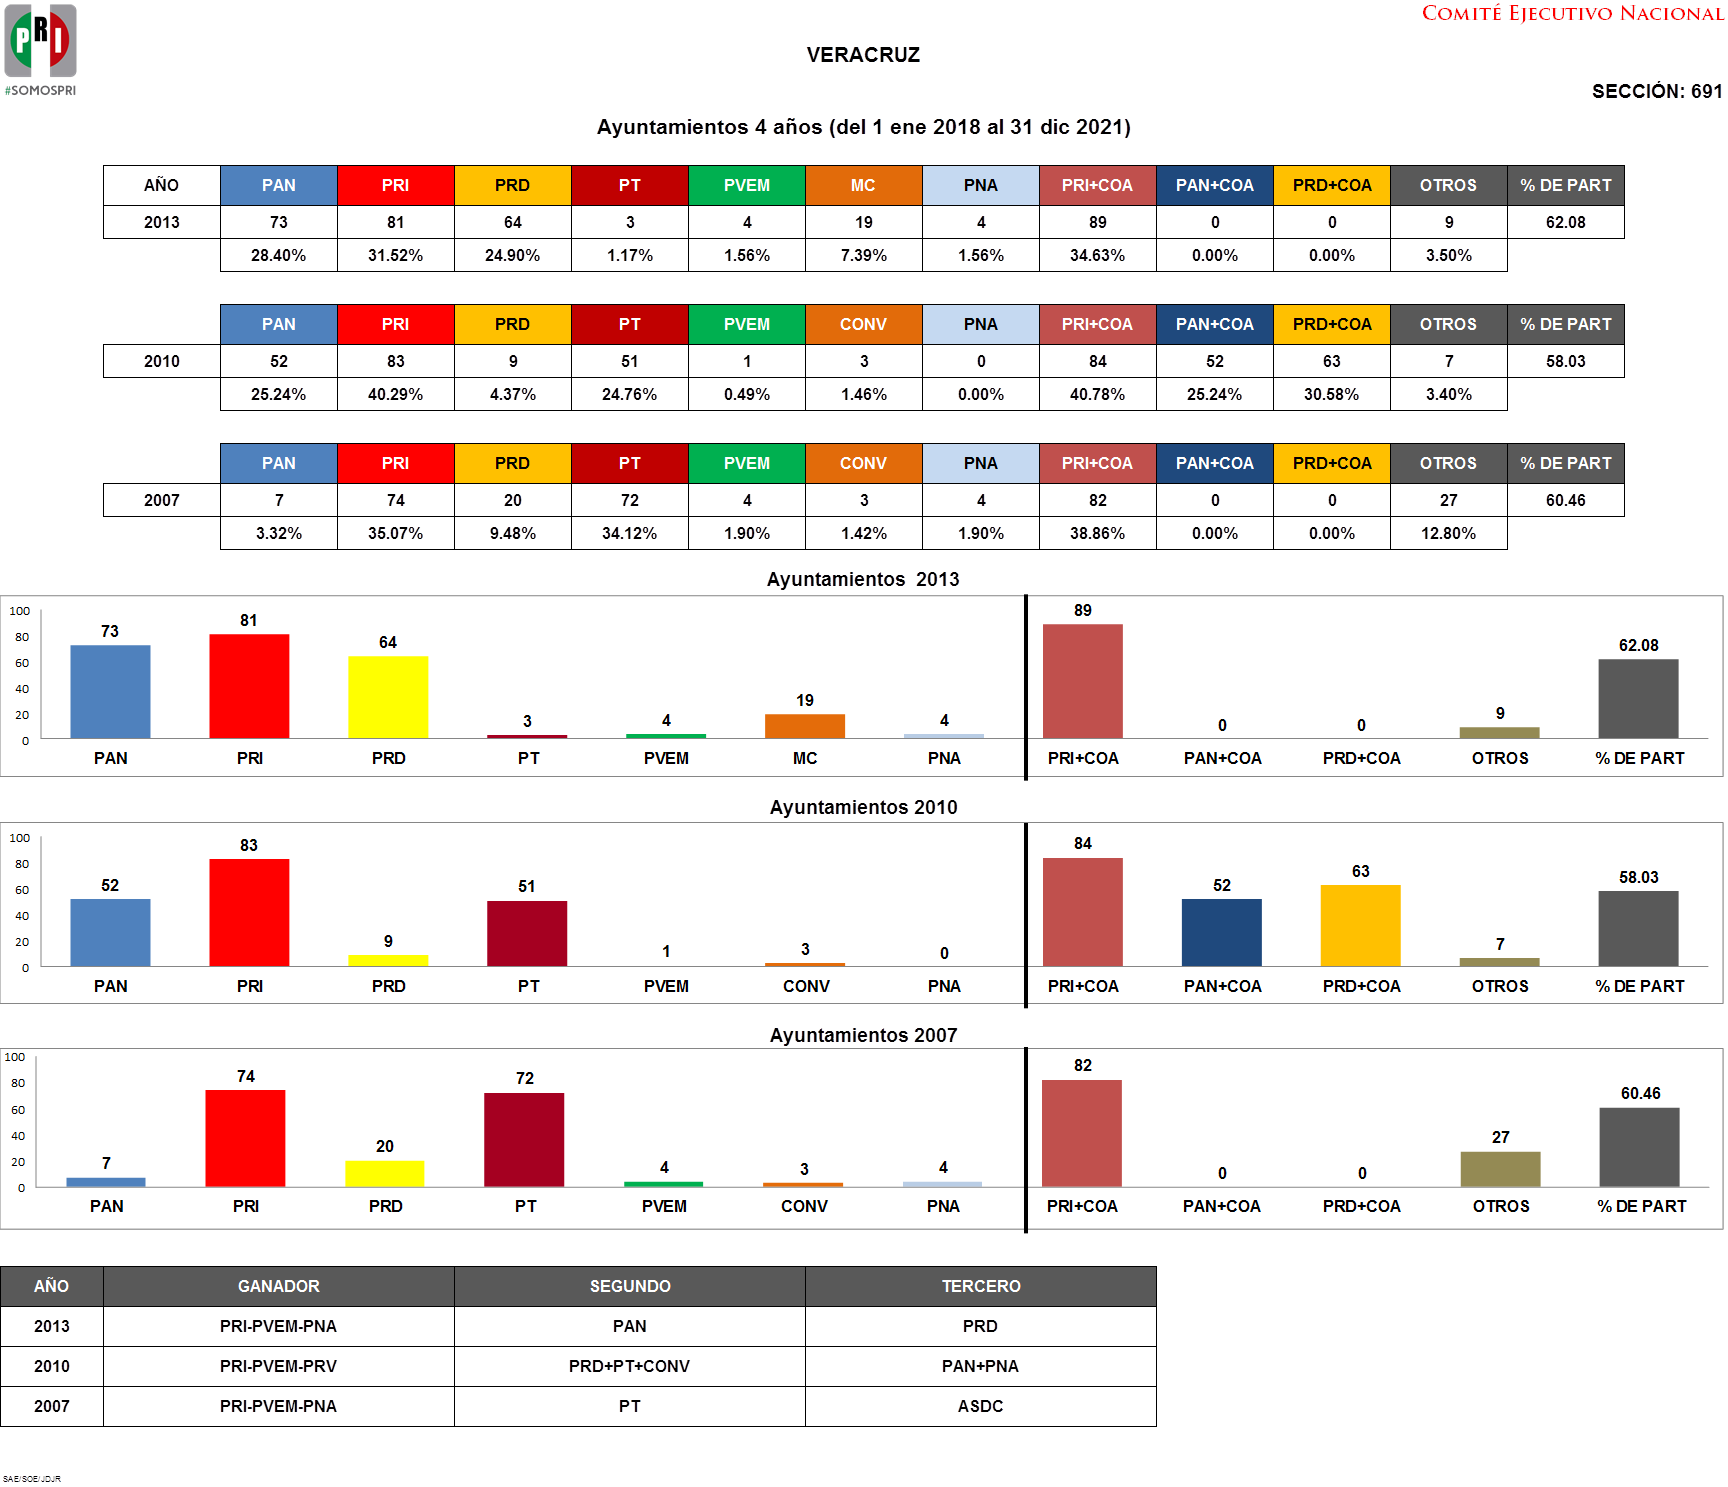 PRI
#SOMOSPRI
COMITÉ EJECUTIVO NACIONAL
VERACRUZ
SECCIÓN: 691
Ayuntamientos 4 años (del 1 ene 2018 al 31 dic 2021)
AÑO PAN PRI PRD PT PVEM MC PNA PRI+COA PAN+COA PRD+COA OTROS % DE PART
2013 73 81 64 3 4 19 4 89 0 0 9 62.08
28.40% 31.52% 24.90% 1.17% 1.56% 7.39% 1.56% 34.63% 0.00% 0.00% 3.50%
PAN PRI PRD PT PVEM CONV PNA PRI+COA PAN+COA PRD+COA OTROS % DE PART
2010 52 83 9 51 1 3 0 84 52 63 7 58.03
25.24% 40.29% 4.37% 24.76% 0.49% 1.46% 0.00% 40.78% 25.24% 30.58% 3.40%
PAN PRI PRD PT PVEM CONV PNA PRI+COA PAN+COA PRD+COA OTROS % DE PART
2007 7 74 20 72 4 3 4 82 0 0 27 60.46
3.32% 35.07% 9.48% 34.12% 1.90% 1.42% 1.90% 38.86% 0.00% 0.00% 12.80%
Ayuntamientos 2013
100
80
60
40
20
0
73 81 64 3 4 19 4 89 0 0 9 62.08
PAN PRI PRD PT PVEM MC PNA PRI+COA PAN+COA PRD+COA OTROS % DE PART
Ayuntamientos 2010
100
80
60
40
20
0
52 83 9 51 1 3 0 84 52 63 7 58.03
PAN PRI PRD PT PVEM CONV PNA PRI+COA PAN+COA PRD+COA OTROS % DE PART
Ayuntamientos 2007
100
80
60
40
20
0
7 74 20 72 4 3 4 82 0 0 27 60.46
PAN PRI PRD PT PVEM CONV PNA PRI+COA PAN+COA PRD+COA OTROS % DE PART
AÑO GANADOR SEGUNDO TERCERO
2013 PRI-PVEM-PNA PAN PRD
2010 PRI-PVEM-PRV PRD+PT+CONV PAN+PNA
2007 PRI-PVEM-PNA PT ASDC
SAE/SOE/JDJR